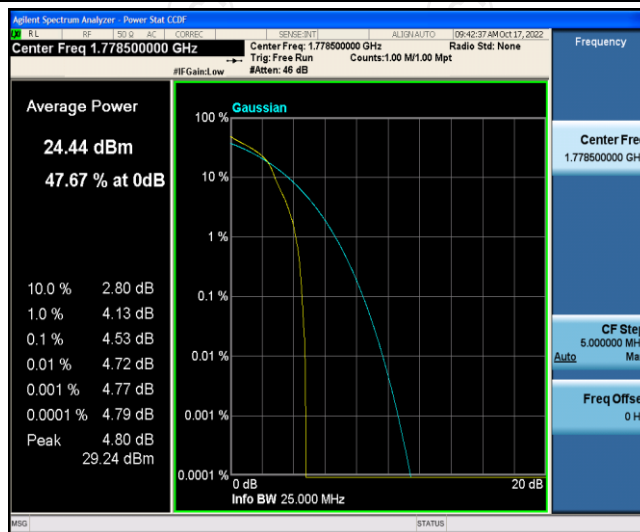 Agilent Spectrum Analyzer - Power Stat CCDF
RL RF 50 Ω AC CORREC SENSE:INT ALIGNAUTO 09:42:37 AM Oct 17, 2022
Center Freq 1.778500000 GHz
Center Freq: 1.778500000 GHz Radio Std: None
Trig: Free Run Counts:1.00 M/1.00 Mpt
#IFGain:Low #Atten: 46 dB
Frequency
Average Power
24.44 dBm
47.67 % at 0dB
10.0 % 2.80 dB
1.0 % 4.13 dB
0.1 % 4.53 dB
0.01 % 4.72 dB
0.001 % 4.77 dB
0.0001 % 4.79 dB
Peak 4.80 dB
29.24 dBm
Gaussian
100 %
10 %
1 %
0.1 %
0.01 %
0.001 %
0.0001 %
0 dB 20 dB
Info BW 25.000 MHz
Center Fre
1.778500000 GH
CF Step
5.000000 MH
Auto Ma
Freq Offse
0 H
MSG STATUS